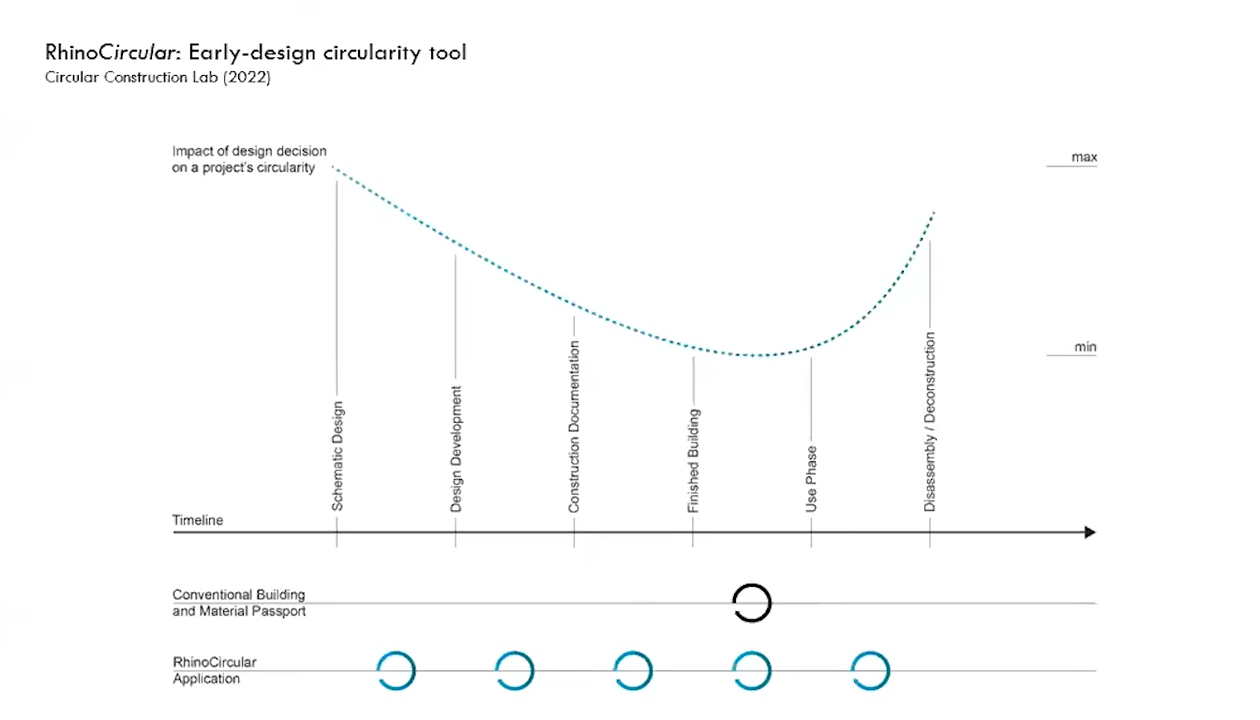 RhinoCircular: Early-design circularity tool
Circular Construction Lab (2022)
Impact of design decision
on a project's circularity
max
min
Schematic Design
Design Development
Construction Documentation
Finished Building
Use Phase
Disassembly / Deconstruction
Timeline
Conventional Building
and Material Passport
RhinoCircular
Application